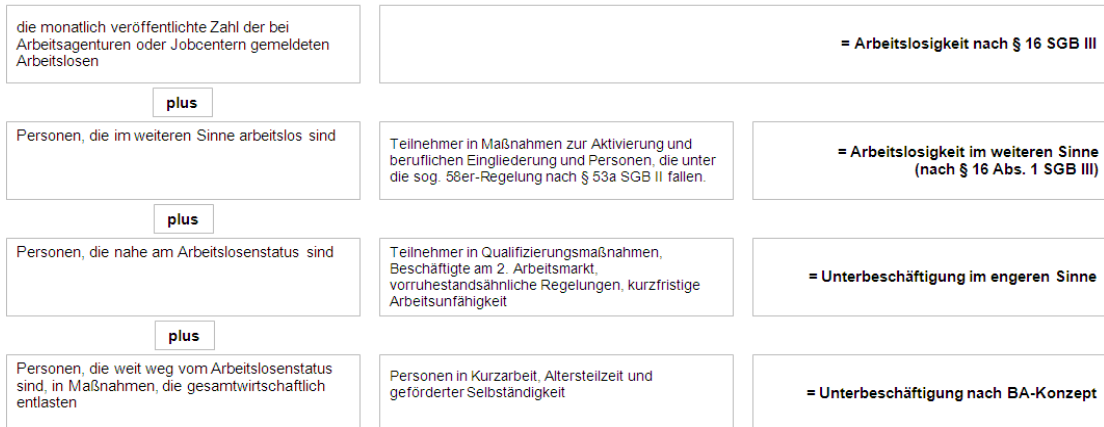 die monatlich veröffentlichte Zahl der bei
Arbeitsagenturen oder Jobcentern gemeldeten
Arbeitslosen
= Arbeitslosigkeit nach § 16 SGB III
plus
Personen, die im weiteren Sinne arbeitslos sind
Teilnehmer in Maßnahmen zur Aktivierung und
beruflichen Eingliederung und Personen, die unter
die sog. 58er-Regelung nach § 53a SGB II fallen.
= Arbeitslosigkeit im weiteren Sinne
(nach § 16 Abs. 1 SGB III)
plus
Personen, die nahe am Arbeitslosenstatus sind
Teilnehmer in Qualifizierungsmaßnahmen,
Beschäftigte am 2. Arbeitsmarkt,
vorruhestandsähnliche Regelungen, kurzfristige
Arbeitsunfähigkeit
= Unterbeschäftigung im engeren Sinne
plus
Personen, die weit weg vom Arbeitslosenstatus
sind, in Maßnahmen, die gesamtwirtschaftlich
entlasten
Personen in Kurzarbeit, Altersteilzeit und
geförderter Selbständigkeit
= Unterbeschäftigung nach BA-Konzept